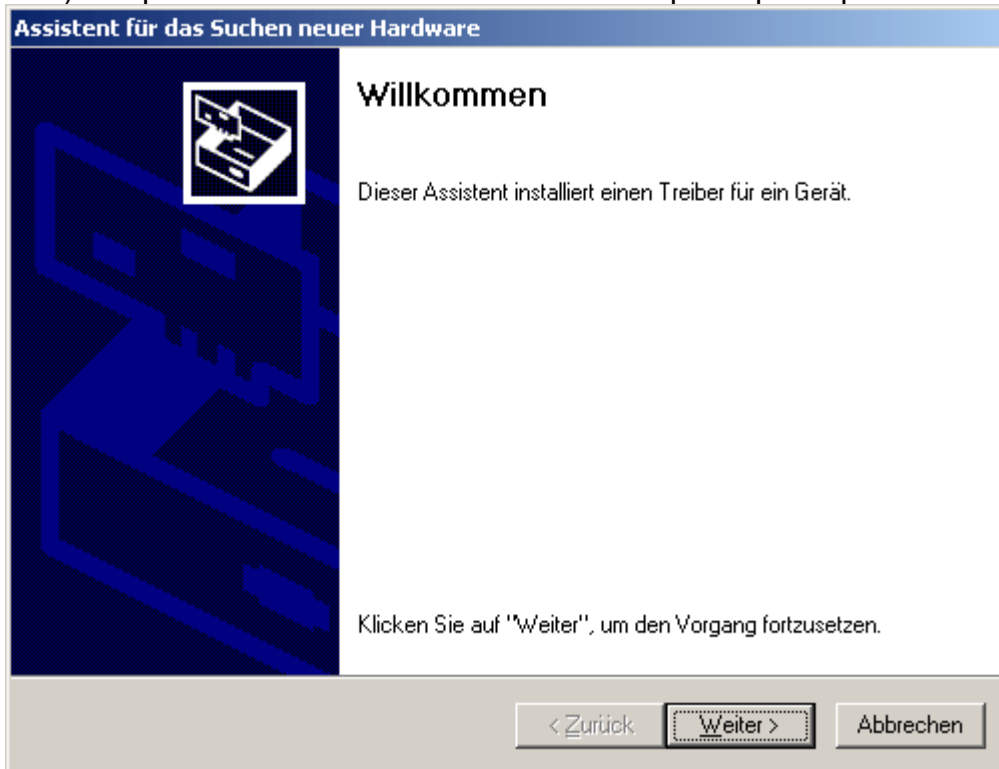 Assistent für das Suchen neuer Hardware
Willkommen
Dieser Assistent installiert einen Treiber für ein Gerät.
Klicken Sie auf "Weiter", um den Vorgang fortzusetzen.
< Zurück Weiter > Abbrechen